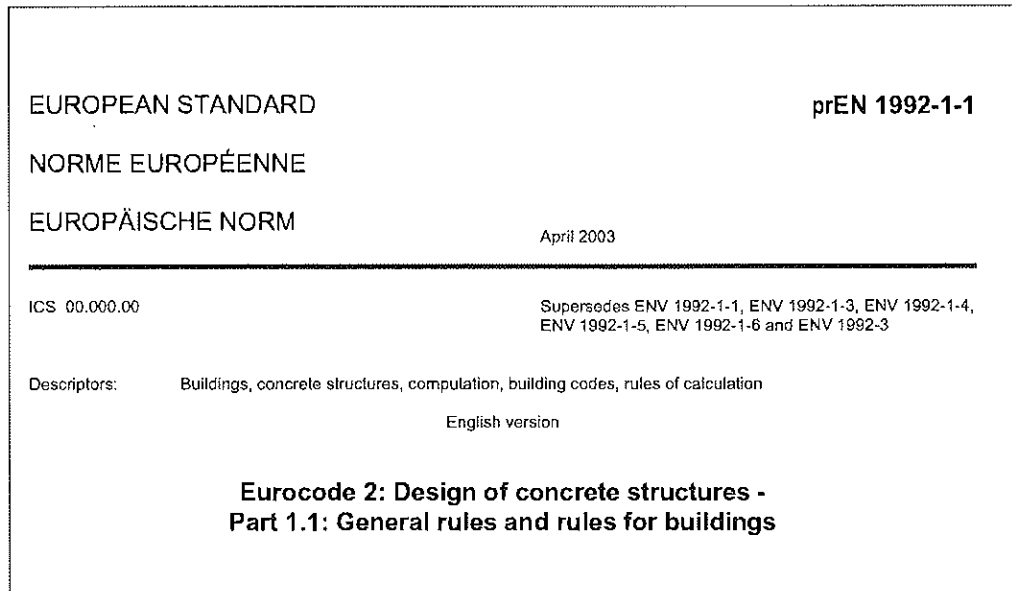 EUROPEAN STANDARD
prEN 1992-1-1
NORME EUROPÉENNE
EUROPÄISCHE NORM
April 2003
ICS 00.000.00
Supersedes ENV 1992-1-1, ENV 1992-1-3, ENV 1992-1-4,
ENV 1992-1-5, ENV 1992-1-6 and ENV 1992-3
Descriptors: Buildings, concrete structures, computation, building codes, rules of calculation
English version
Eurocode 2: Design of concrete structures -
Part 1.1: General rules and rules for buildings